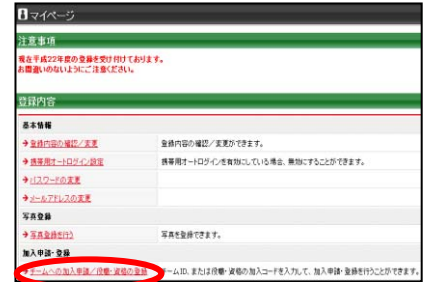 マイページ
注意事項
現在平成22年度の登録を受け付けております。
お間違いのないようにご注意ください。
登録内容
基本情報
→登録内容の確認／変更 登録内容の確認／変更ができます。
→携帯用オートログイン設定 携帯用オートログインを有効にしている場合、無効にすることができます。
→パスワードの変更
→メールアドレスの変更
写真登録
→写真登録を行う 写真を登録できます。
加入申請・登録
→チームへの加入申請／役職・資格の登録 チームID、または役職・資格の加入コードを入力して、加入申請・登録を行うことができます。